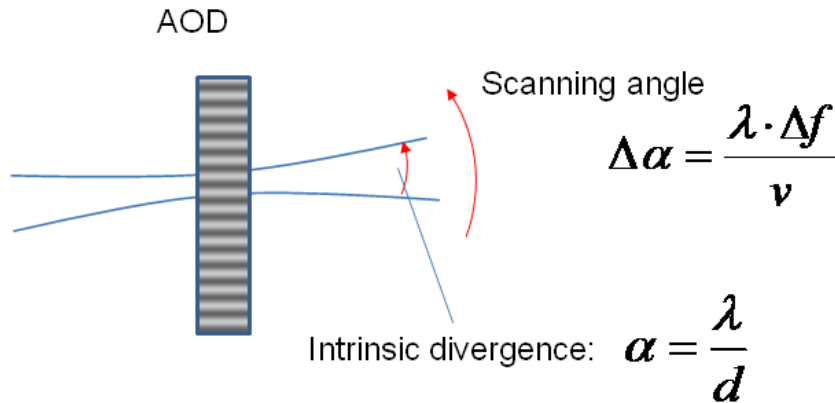 AOD
Scanning angle
Δα = λ · Δf / v
Intrinsic divergence: α = λ / d